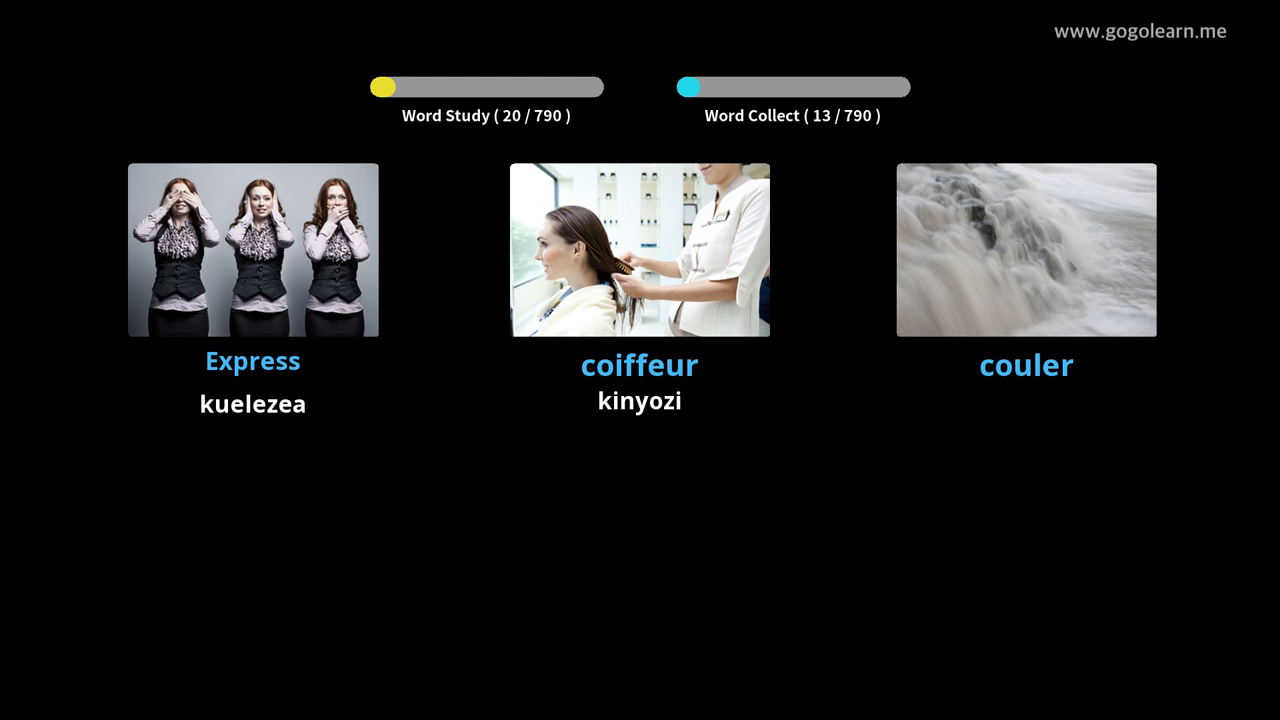 www.gogolearn.me
Word Study ( 20 / 790 )
Word Collect ( 13 / 790 )
Express
kuelezea
coiffeur
kinyozi
couler